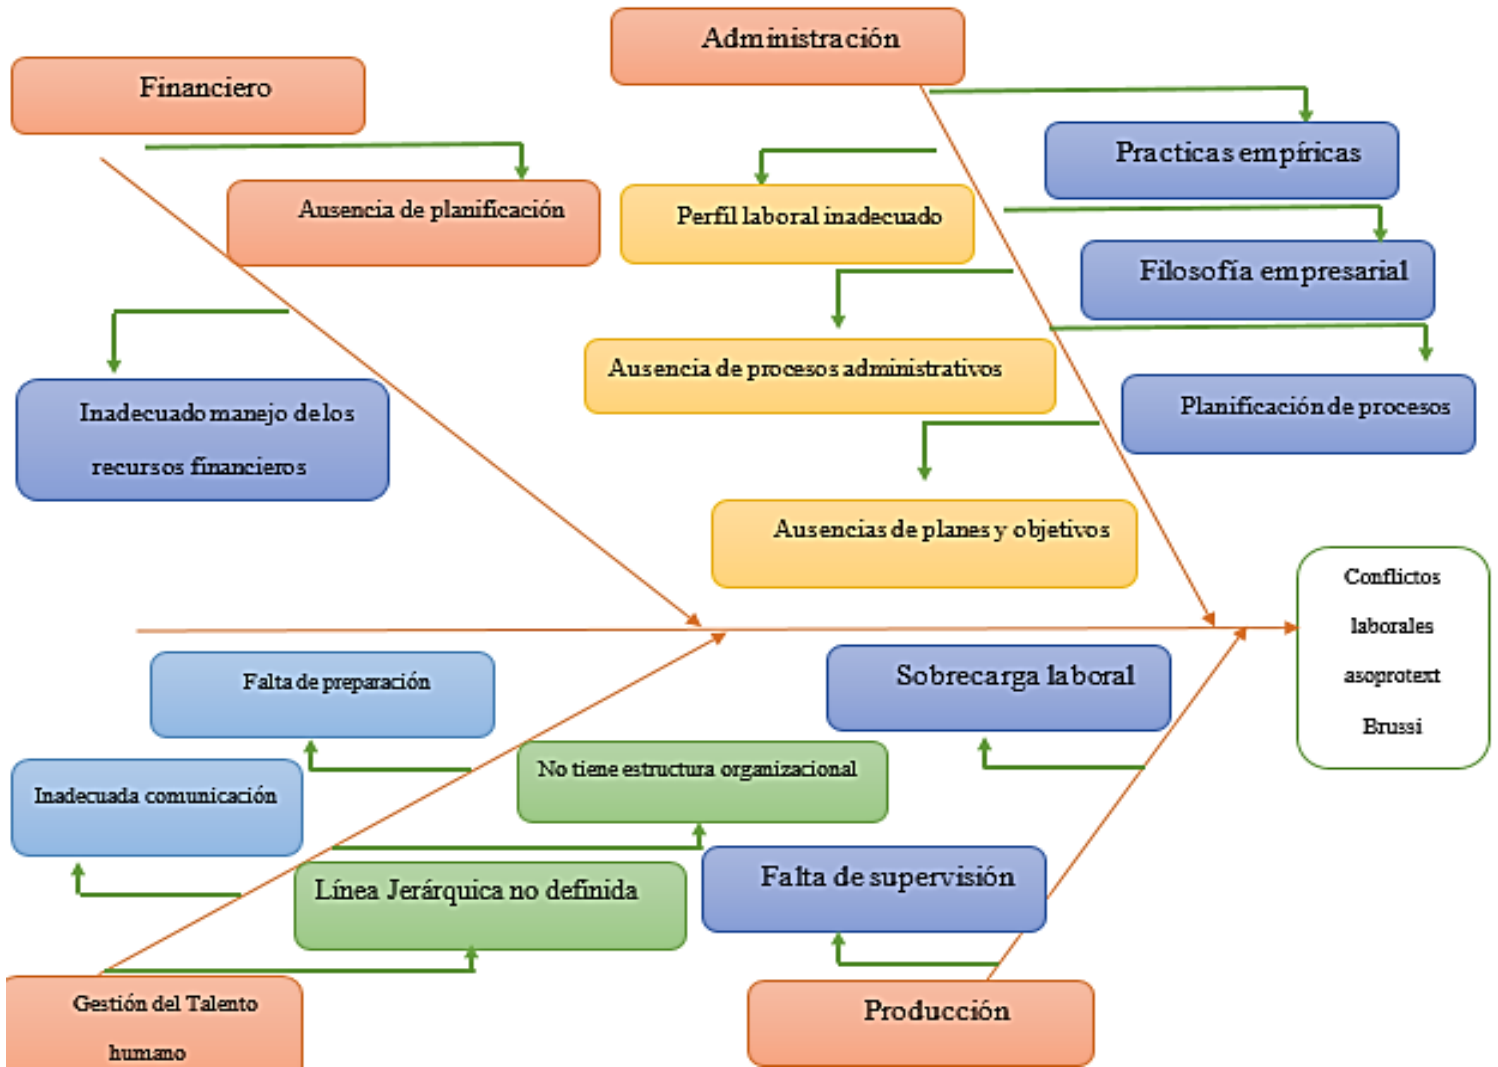 Administración
Financiero
Practicas empíricas
Ausencia de planificación
Perfil laboral inadecuado
Filosofía empresarial
Ausencia de procesos administrativos
Planificación de procesos
Inadecuado manejo de los
recursos financieros
Ausencias de planes y objetivos
Conflictos
laborales
asoprotext
Brussi
Falta de preparación
Sobrecarga laboral
No tiene estructura organizacional
Inadecuada comunicación
Línea Jerárquica no definida
Falta de supervisión
Gestión del Talento
humano
Producción